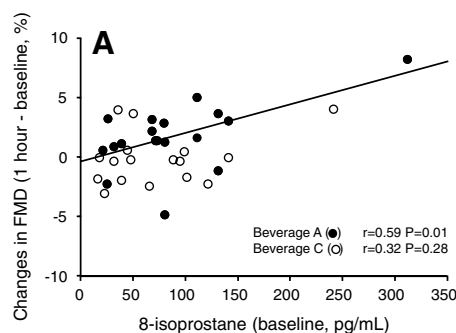 A
10
5
0
-5
-10
Changes in FMD (1 hour - baseline, %)
Beverage A (●) r=0.59 P=0.01
Beverage C (○) r=0.32 P=0.28
0 50 100 150 200 250 300 350
8-isoprostane (baseline, pg/mL)